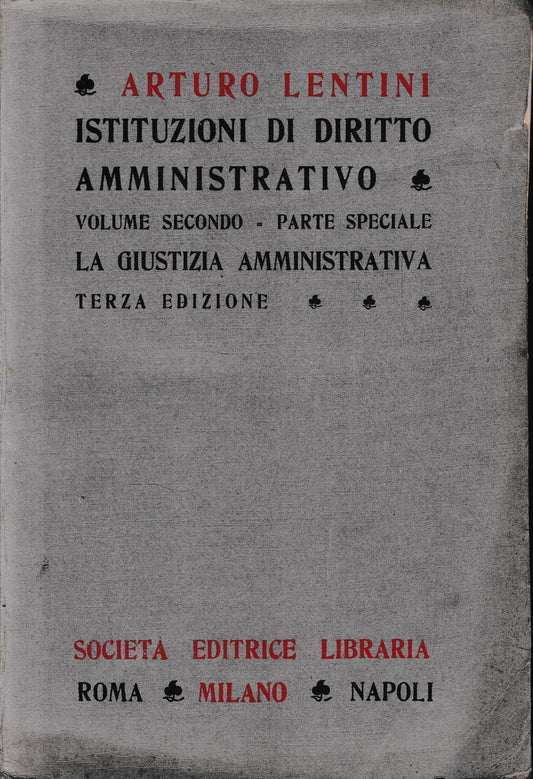 ARTURO LENTINI
ISTITUZIONI DI DIRITTO
AMMINISTRATIVO
VOLUME SECONDO - PARTE SPECIALE
LA GIUSTIZIA AMMINISTRATIVA
TERZA EDIZIONE
SOCIETÀ EDITRICE LIBRARIA
ROMA MILANO NAPOLI